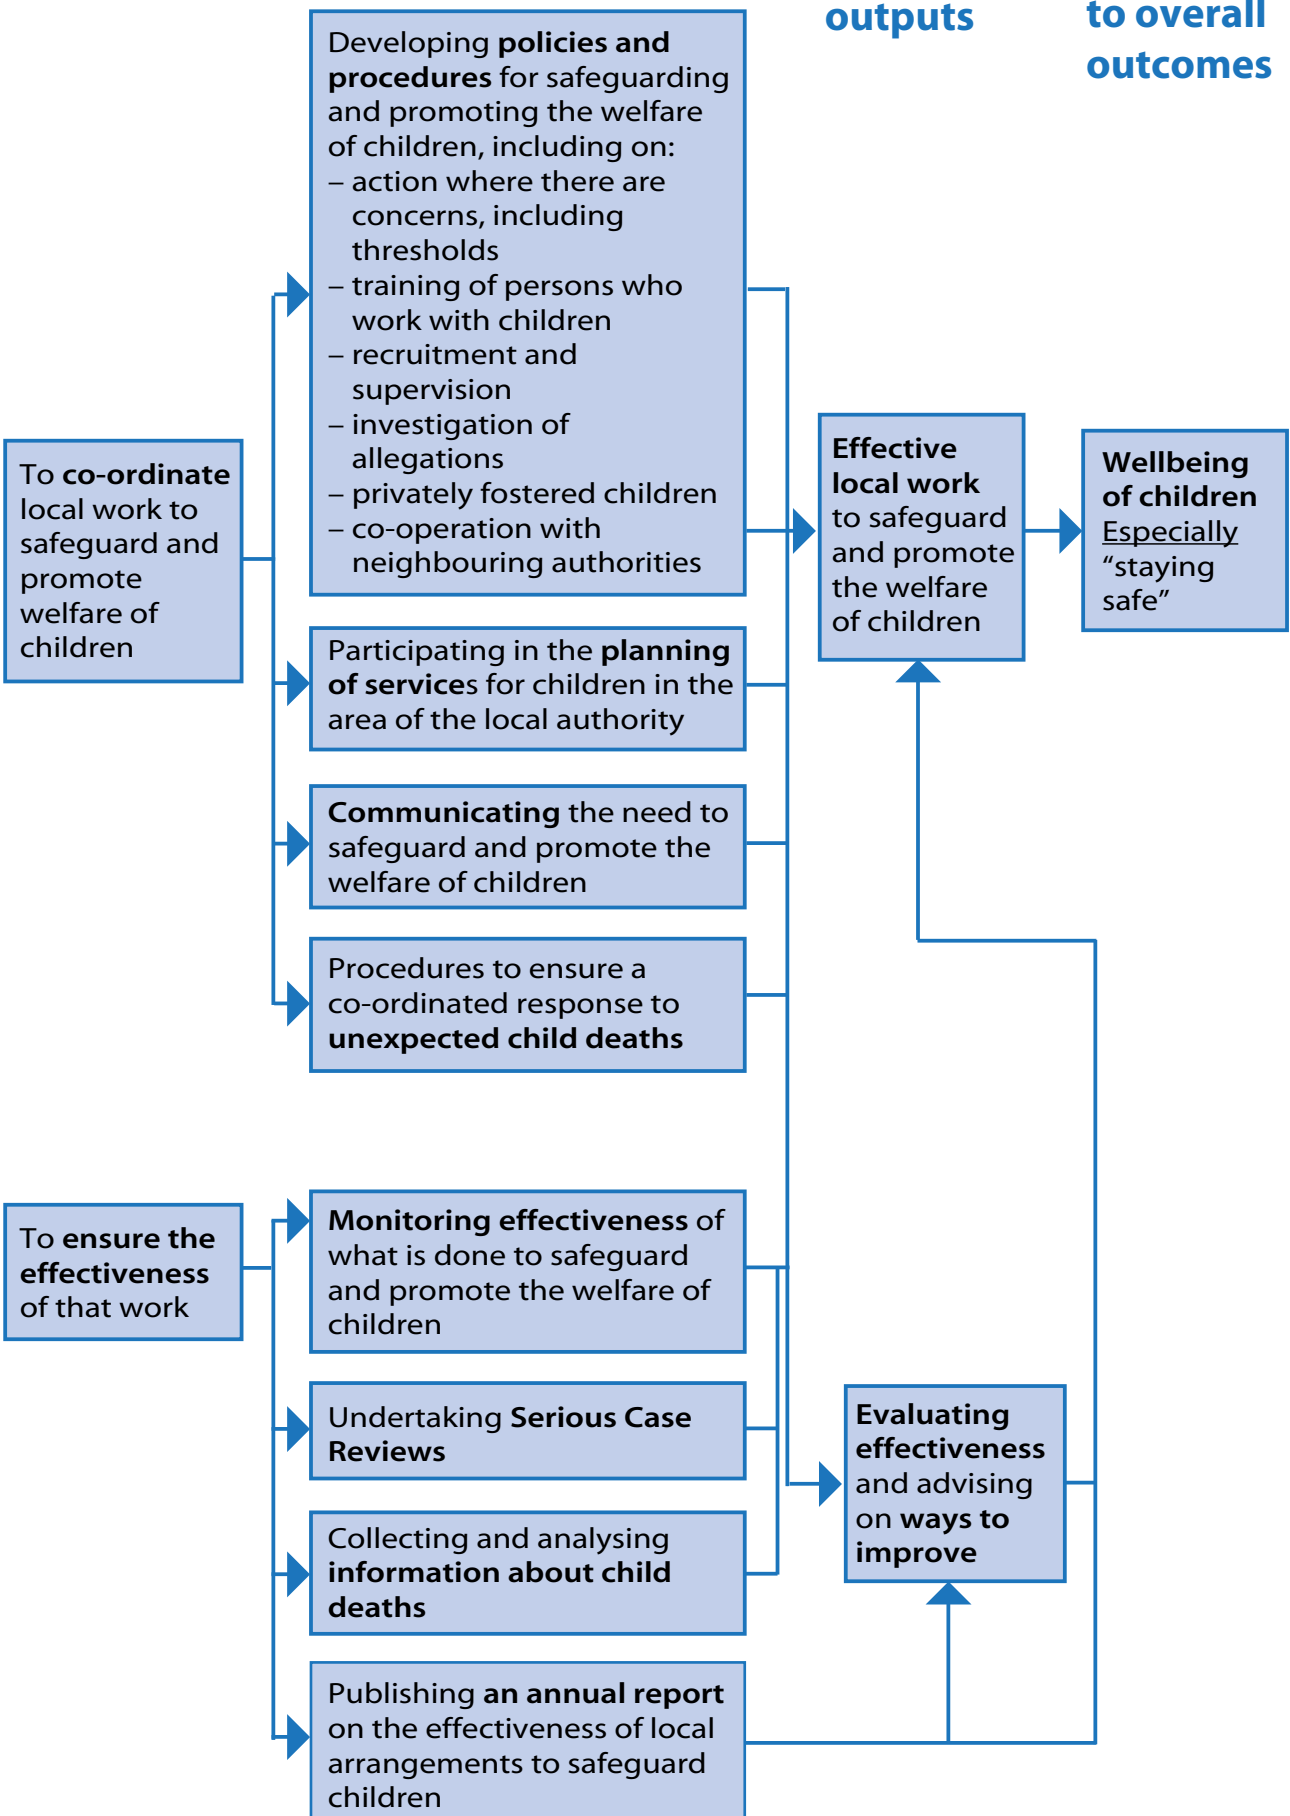 outputs
to overall
outcomes
Developing policies and
procedures for safeguarding
and promoting the welfare
of children, including on:
– action where there are
concerns, including
thresholds
– training of persons who
work with children
– recruitment and
supervision
– investigation of
allegations
– privately fostered children
– co-operation with
neighbouring authorities
To co-ordinate
local work to
safeguard and
promote
welfare of
children
Effective
local work
to safeguard
and promote
the welfare
of children
Wellbeing
of children
Especially
“staying
safe”
Participating in the planning
of services for children in the
area of the local authority
Communicating the need to
safeguard and promote the
welfare of children
Procedures to ensure a
co-ordinated response to
unexpected child deaths
To ensure the
effectiveness
of that work
Monitoring effectiveness of
what is done to safeguard
and promote the welfare of
children
Undertaking Serious Case
Reviews
Collecting and analysing
information about child
deaths
Evaluating
effectiveness
and advising
on ways to
improve
Publishing an annual report
on the effectiveness of local
arrangements to safeguard
children